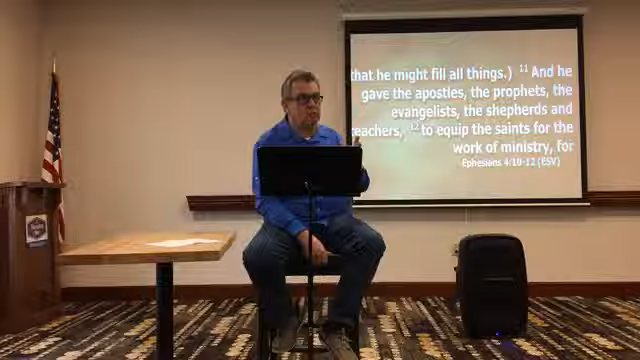 that he might fill all things.) 11 And he
gave the apostles, the prophets, the
evangelists, the shepherds and
teachers, 12 to equip the saints for the
work of ministry, for
Ephesians 4:10-12 (ESV)